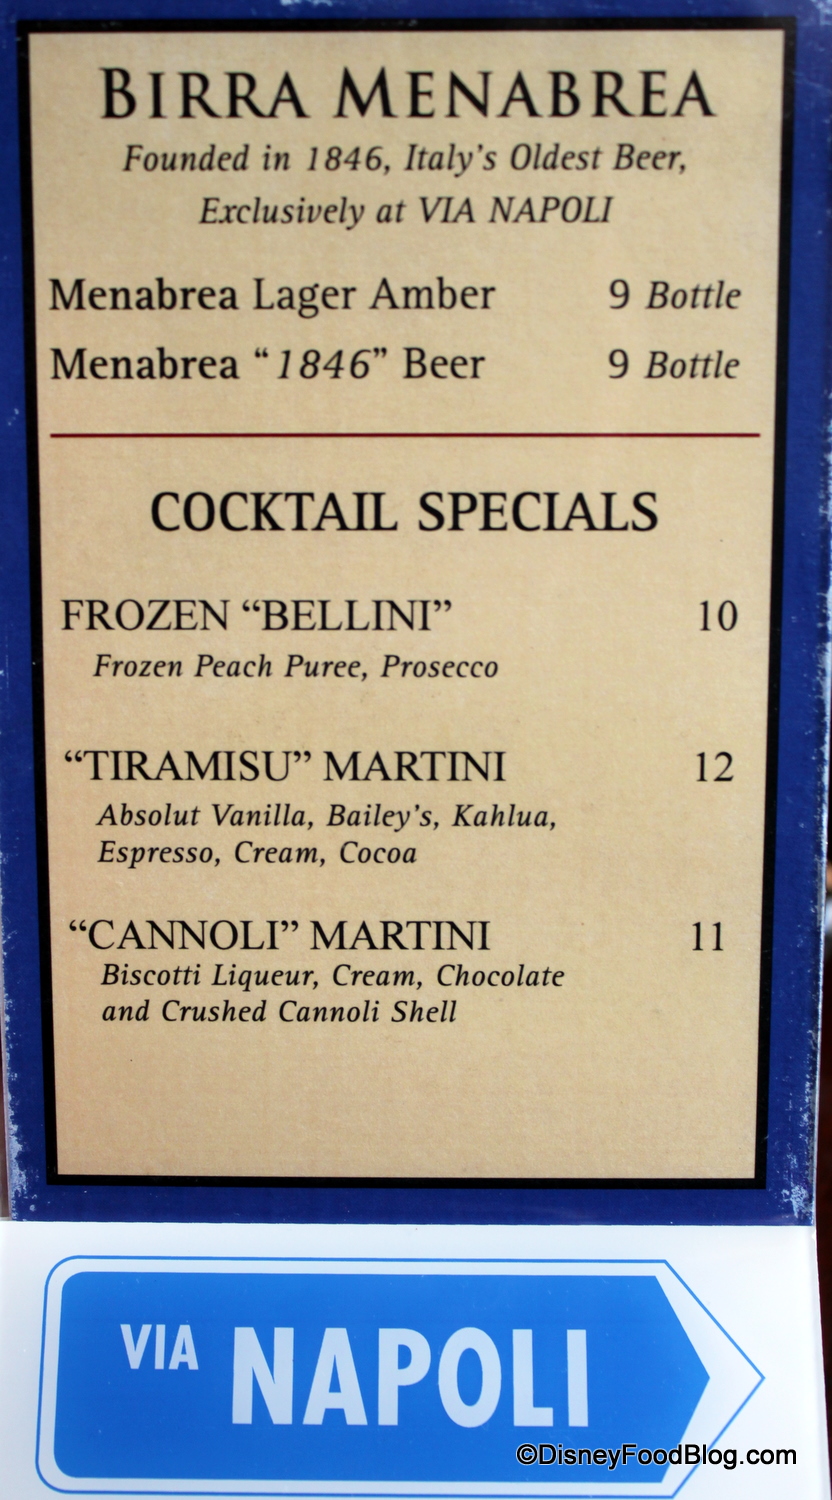 BIRRA MENABREA
Founded in 1846, Italy's Oldest Beer,
Exclusively at VIA NAPOLI
Menabrea Lager Amber 9 Bottle
Menabrea “1846” Beer 9 Bottle
COCKTAIL SPECIALS
FROZEN “BELLINI” 10
Frozen Peach Puree, Prosecco
“TIRAMISU” MARTINI 12
Absolut Vanilla, Bailey's, Kahlua,
Espresso, Cream, Cocoa
“CANNOLI” MARTINI 11
Biscotti Liqueur, Cream, Chocolate
and Crushed Cannoli Shell
VIA NAPOLI
©DisneyFoodBlog.com